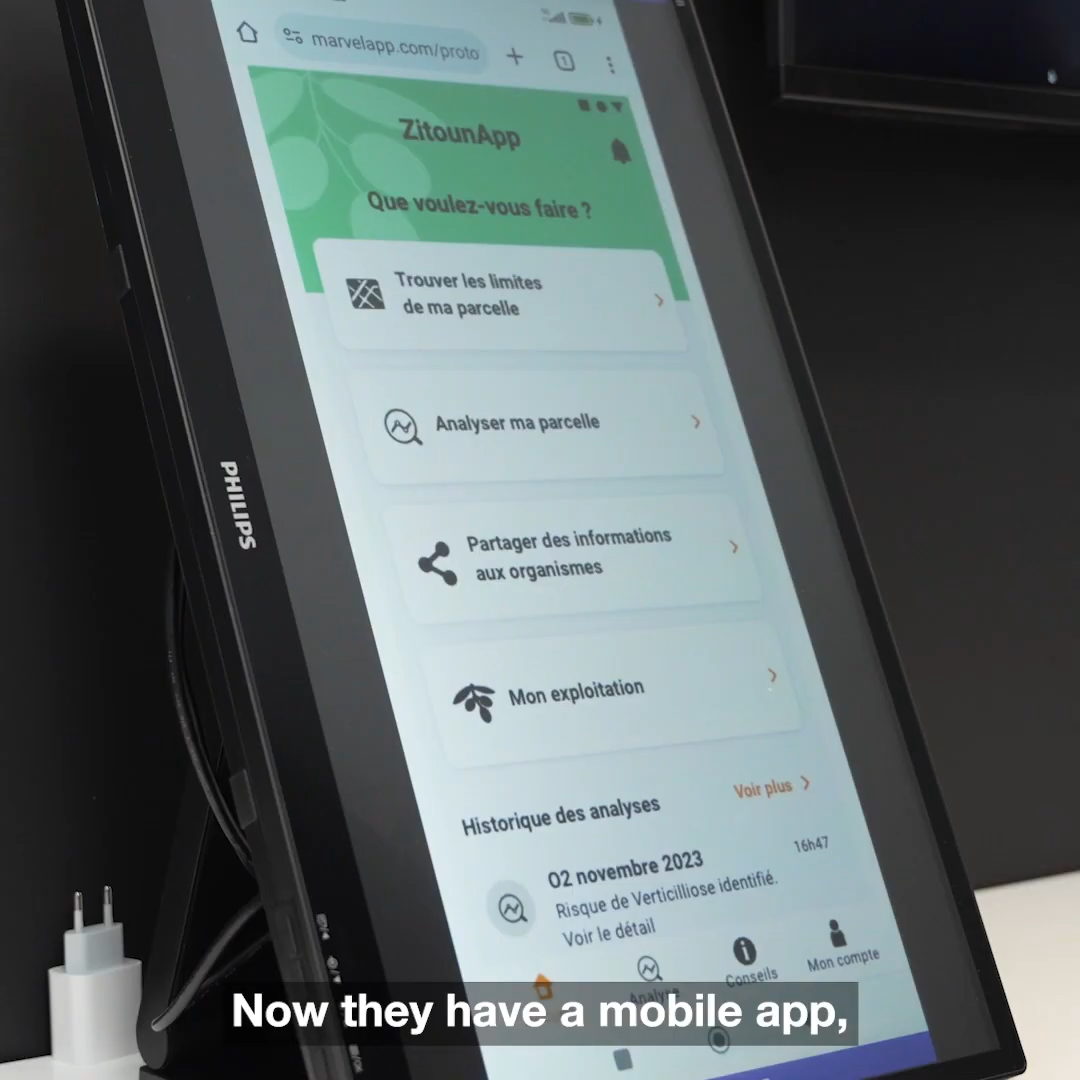 marvelapp.com/proto
1
ZitounApp
Que voulez-vous faire ?
Trouver les limites
de ma parcelle
Analyser ma parcelle
PHILIPS
Partager des informations
aux organismes
Mon exploitation
Historique des analyses
Voir plus
02 novembre 2023
16h47
Risque de Verticilliose identifié.
Voir le détail
Analyse
Conseils
Mon compte
Now they have a mobile app,